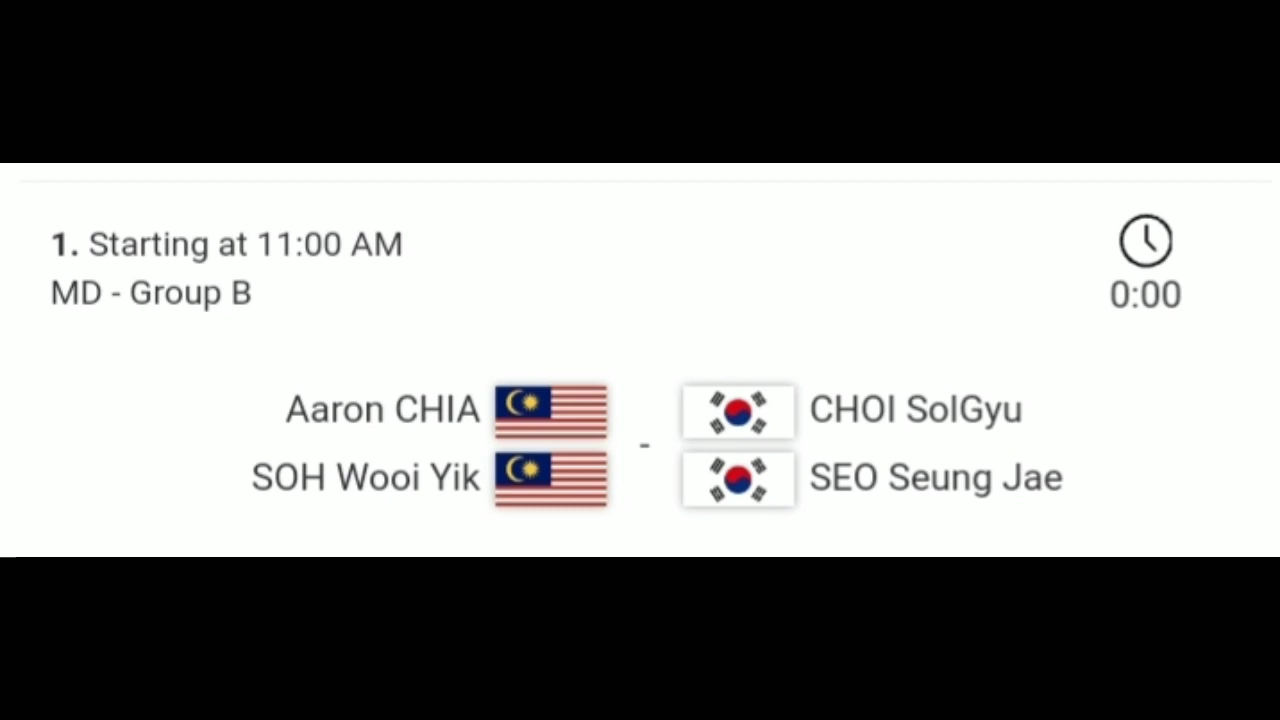 1. Starting at 11:00 AM
MD - Group B
0:00
Aaron CHIA
SOH Wooi Yik
-
CHOI SolGyu
SEO Seung Jae